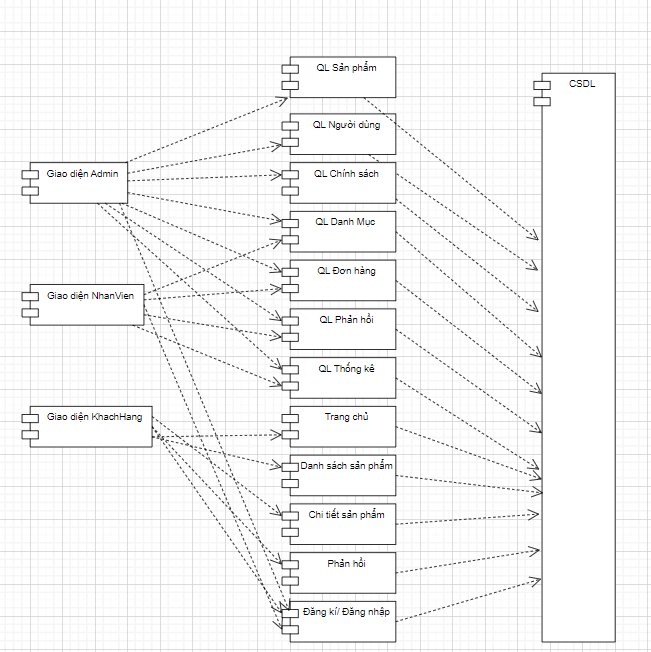 QL Sản phẩm
CSDL
QL Người dùng
Giao diện Admin
QL Chính sách
QL Danh Mục
QL Đơn hàng
Giao diện NhanVien
QL Phản hồi
QL Thống kê
Giao diện KhachHang
Trang chủ
Danh sách sản phẩm
Chi tiết sản phẩm
Phản hồi
Đăng kí/ Đăng nhập